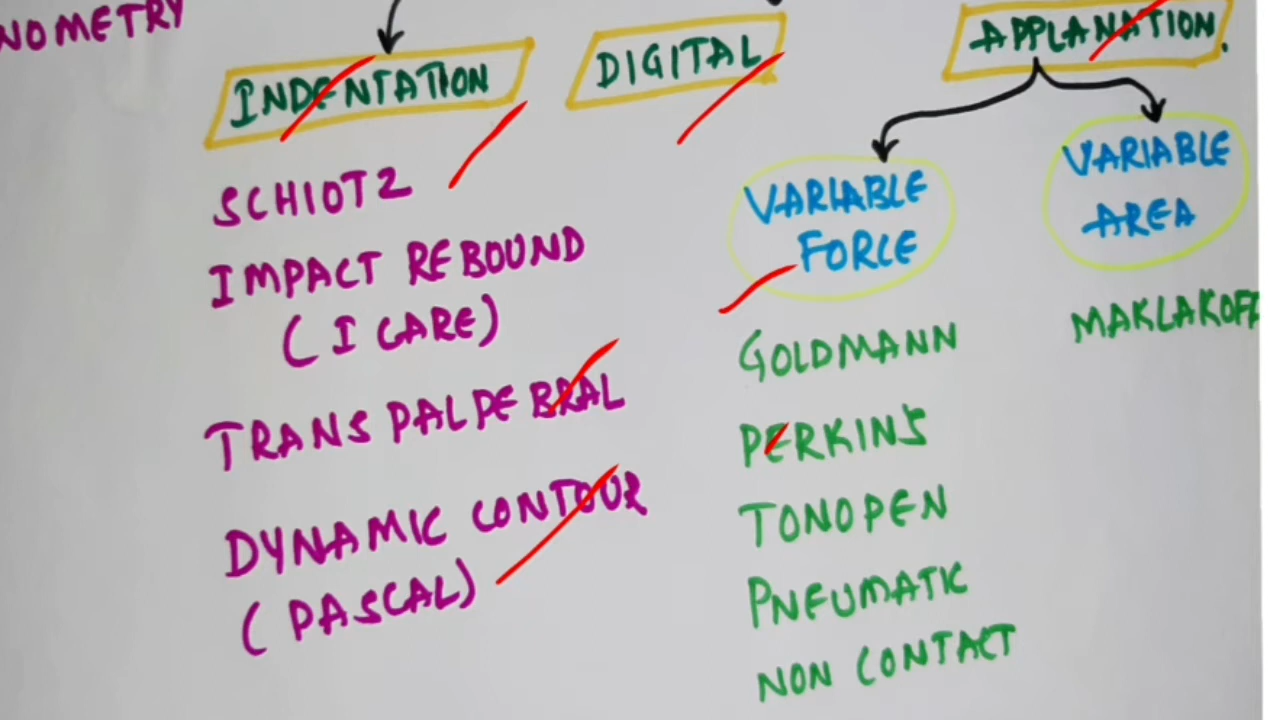 NOMETRY
INDENTATION
DIGITAL
APPLANATION.
SCHIOTZ
IMPACT REBOUND
(I CARE)
TRANS PALPEBRAL
DYNAMIC CONTOUR
(PASCAL)
VARIABLE
FORCE
GOLDMANN
PERKINS
TONOPEN
PNEUMATIC
NON CONTACT
VARIABLE
AREA
MAKLAKOFF